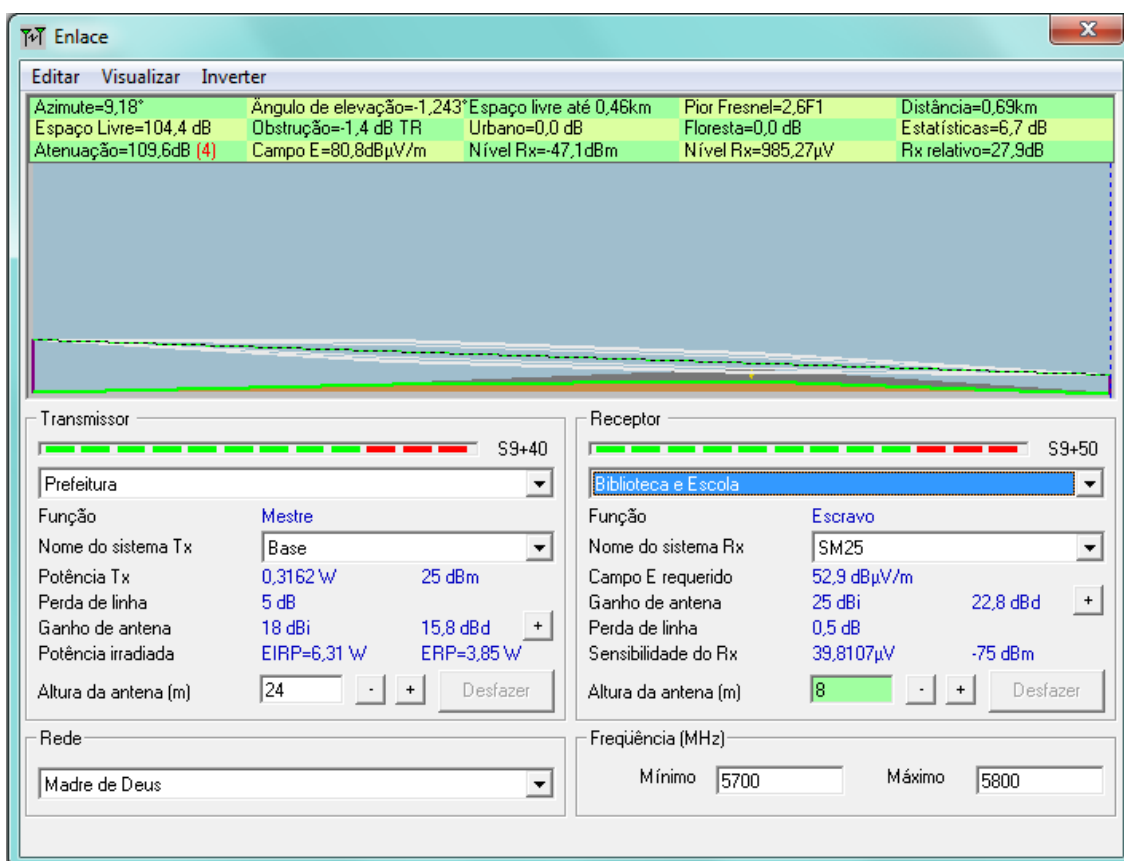 Enlace
X
Editar Visualizar Inverter
Azimute=9,18° Ângulo de elevação=-1,243° Espaço livre até 0,46km Pior Fresnel=2,6F1 Distância=0,69km
Espaço Livre=104,4 dB Obstrução=-1,4 dB TR Urbano=0,0 dB Floresta=0,0 dB Estatísticas=6,7 dB
Atenuação=109,6dB (4) Campo E=80,8dBµV/m Nível Rx=-47,1dBm Nível Rx=985,27µV Rx relativo=27,9dB
Transmissor
S9+40
Prefeitura
Função Mestre
Nome do sistema Tx Base
Potência Tx 0,3162 W 25 dBm
Perda de linha 5 dB
Ganho de antena 18 dBi 15,8 dBd +
Potência irradiada EIRP=6,31 W ERP=3,85 W
Altura da antena (m) 24 - + Desfazer
Rede
Madre de Deus
Receptor
S9+50
Biblioteca e Escola
Função Escravo
Nome do sistema Rx SM25
Campo E requerido 52,9 dBµV/m
Ganho de antena 25 dBi 22,8 dBd +
Perda de linha 0,5 dB
Sensibilidade do Rx 39,8107µV -75 dBm
Altura da antena (m) 8 - + Desfazer
Freqüência (MHz)
Mínimo 5700 Máximo 5800